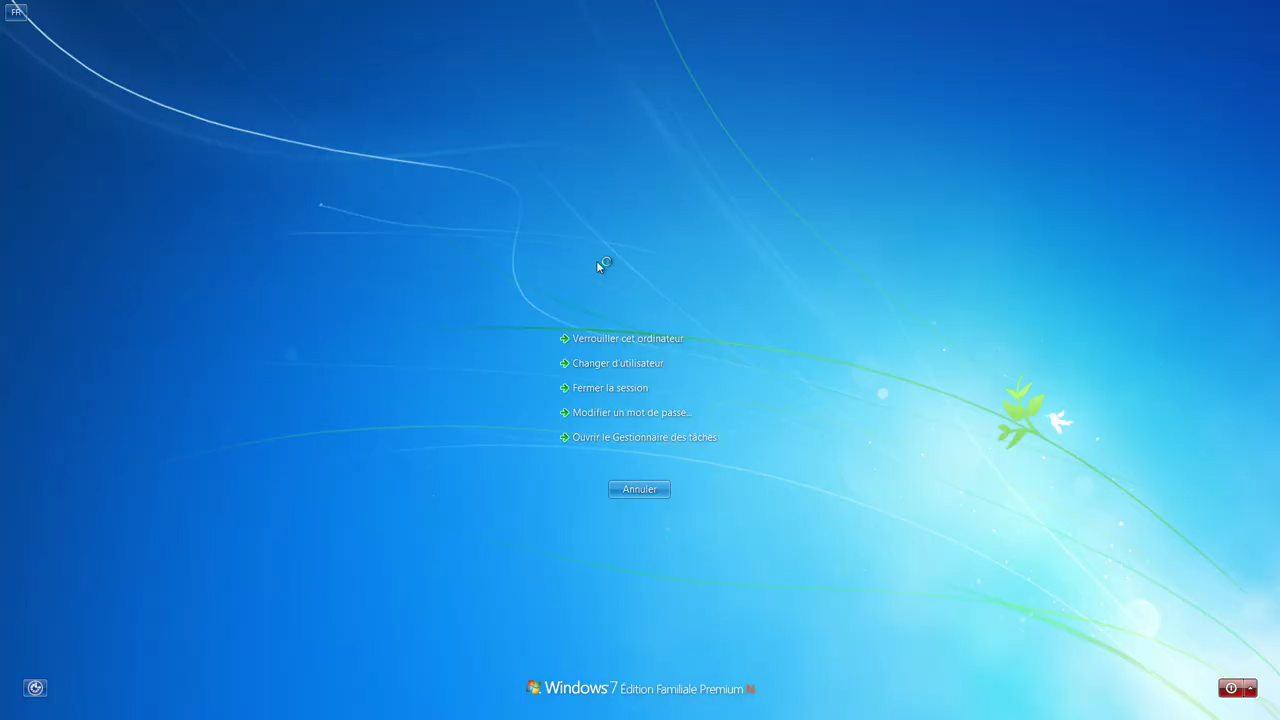 FR
Verrouiller cet ordinateur
Changer d'utilisateur
Fermer la session
Modifier un mot de passe...
Ouvrir le Gestionnaire des tâches
Annuler
Windows 7 Édition Familiale Premium N